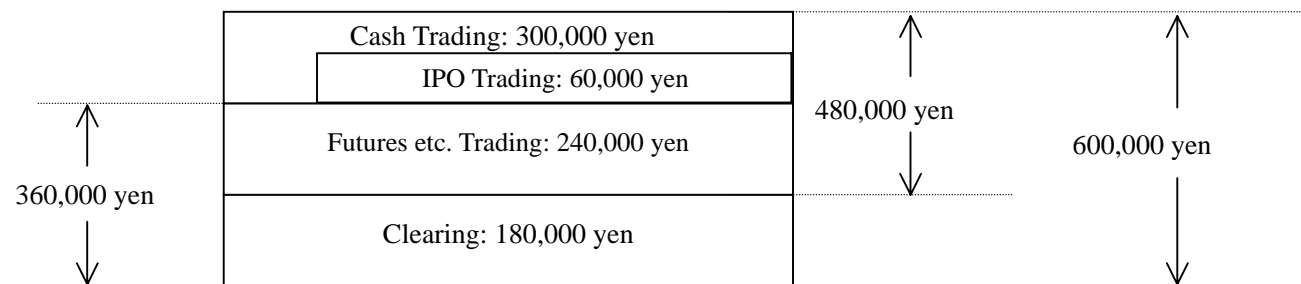 Cash Trading: 300,000 yen
IPO Trading: 60,000 yen
480,000 yen
Futures etc. Trading: 240,000 yen
600,000 yen
360,000 yen
Clearing: 180,000 yen